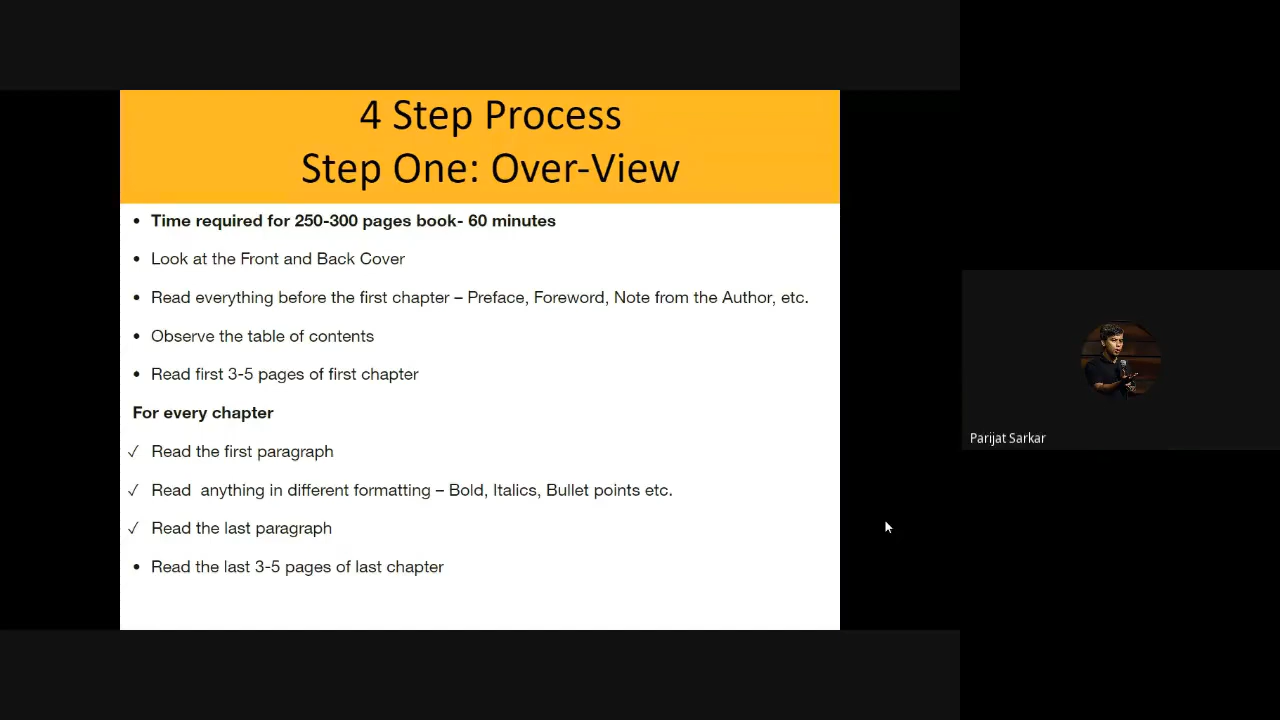 4 Step Process
Step One: Over-View
• Time required for 250-300 pages book- 60 minutes
• Look at the Front and Back Cover
• Read everything before the first chapter – Preface, Foreword, Note from the Author, etc.
• Observe the table of contents
• Read first 3-5 pages of first chapter
For every chapter
✓ Read the first paragraph
✓ Read  anything in different formatting – Bold, Italics, Bullet points etc.
✓ Read the last paragraph
• Read the last 3-5 pages of last chapter
Parijat Sarkar